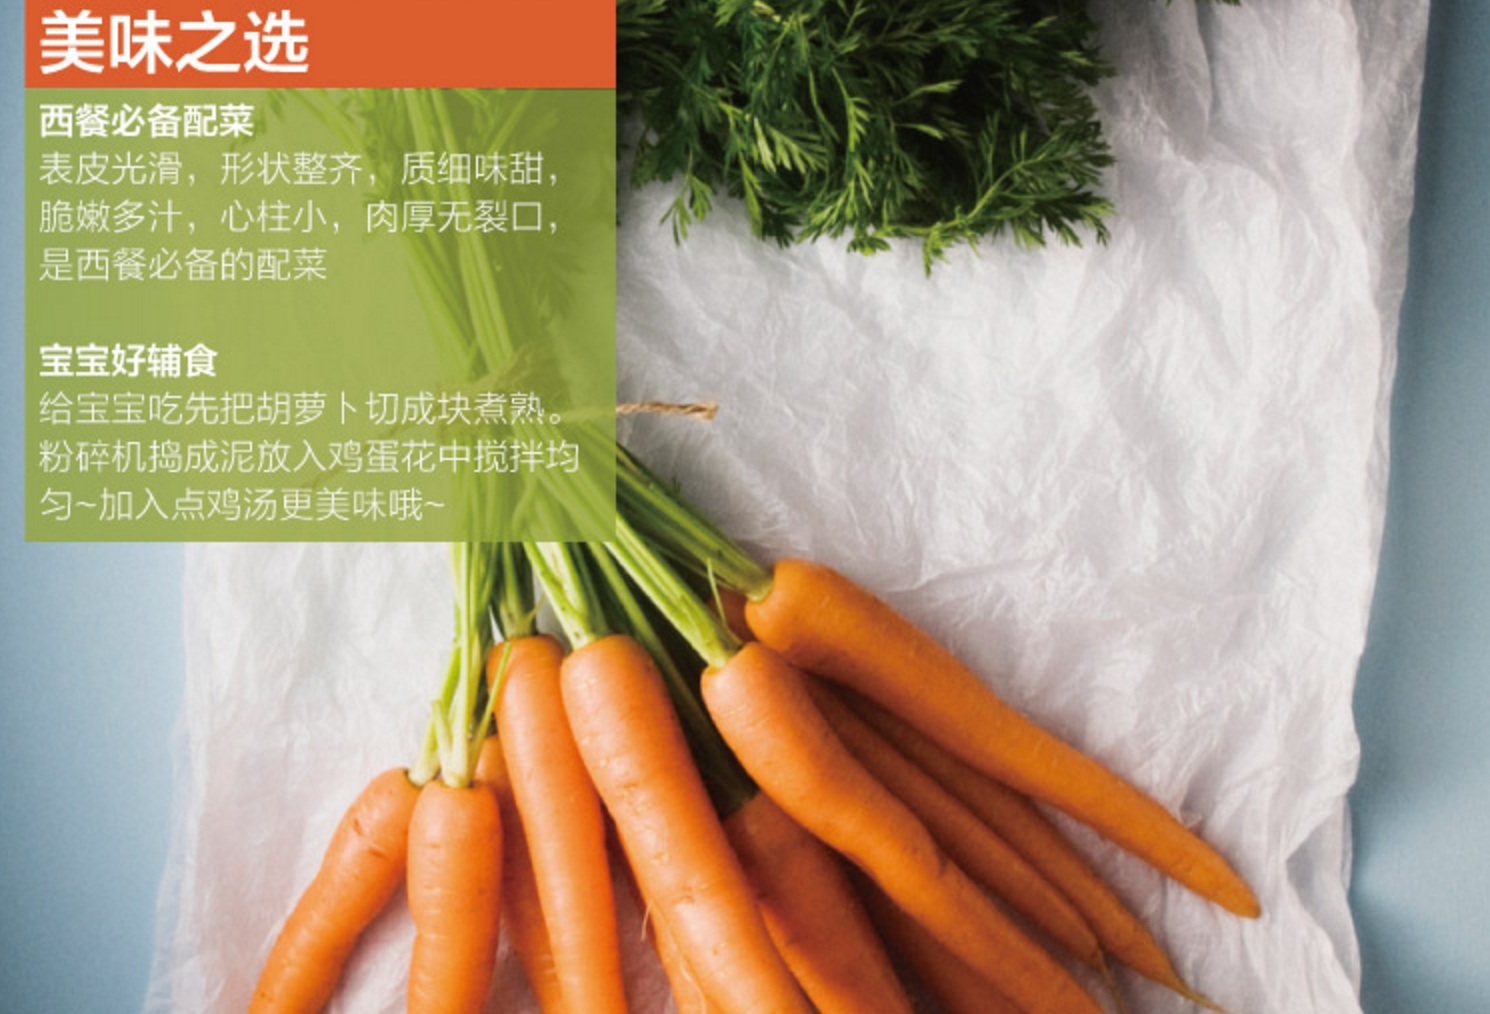 美味之选
西餐必备配菜
表皮光滑，形状整齐，质细味甜，
脆嫩多汁，心柱小，肉厚无裂口，
是西餐必备的配菜
宝宝好辅食
给宝宝吃先把胡萝卜切成块煮熟。
粉碎机捣成泥放入鸡蛋花中搅拌均
匀~加入点鸡汤更美味哦~